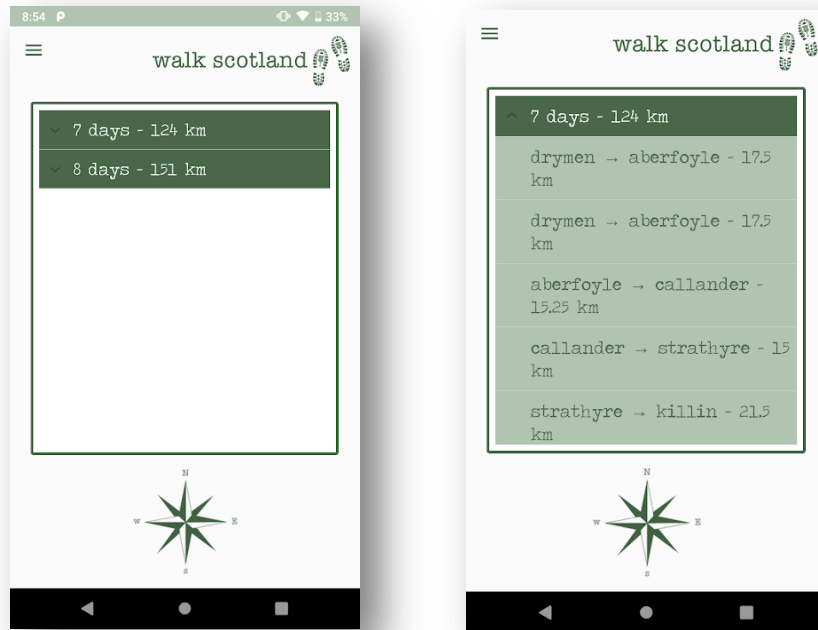 8:54 33%
walk scotland
7 days - 124 km
8 days - 151 km
N
W E
S
walk scotland
7 days - 124 km
drymen → aberfoyle - 17.5
km
drymen → aberfoyle - 17.5
km
aberfoyle → callander -
15.25 km
callander → strathyre - 15
km
strathyre → killin - 21.5
km
N
W E
S